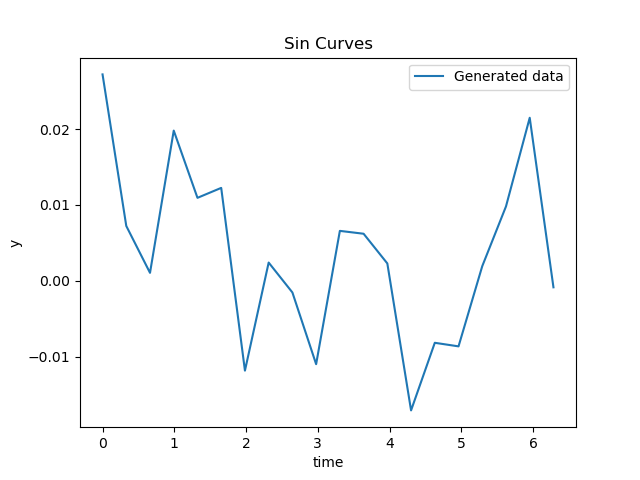 Sin Curves
Generated data
0.02
0.01
0.00
−0.01
y
0 1 2 3 4 5 6
time